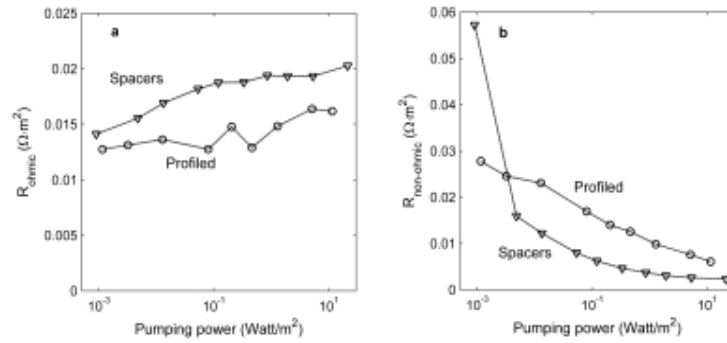 a
0.025
0.02
0.015
0.01
0.005
0
R_ohmic (Ω·m²)
Spacers
Profiled
10⁻³
10⁻¹
10¹
Pumping power (Watt/m²)
b
0.06
0.05
0.04
0.03
0.02
0.01
0
R_non-ohmic (Ω·m²)
Profiled
Spacers
10⁻³
10⁻¹
10¹
Pumping power (Watt/m²)